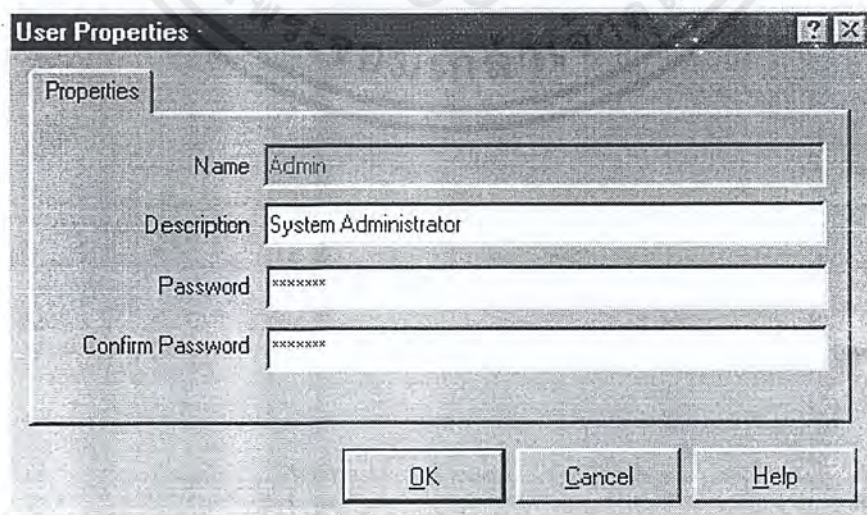 User Properties
Properties
Name Admin
Description System Administrator
Password *******
Confirm Password *******
OK Cancel Help